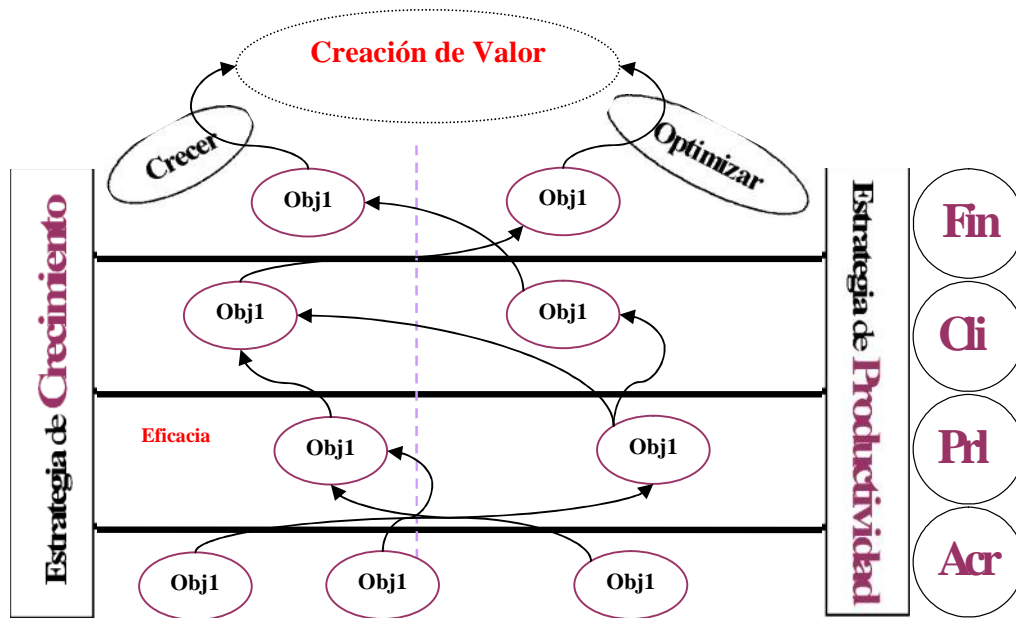 Creación de Valor
Crecer
Optimizar
Obj1
Obj1
Fin
Estrategia de Crecimiento
Estrategia de Productividad
Obj1
Obj1
Cli
Eficacia
Obj1
Obj1
Prl
Obj1
Obj1
Obj1
Acr